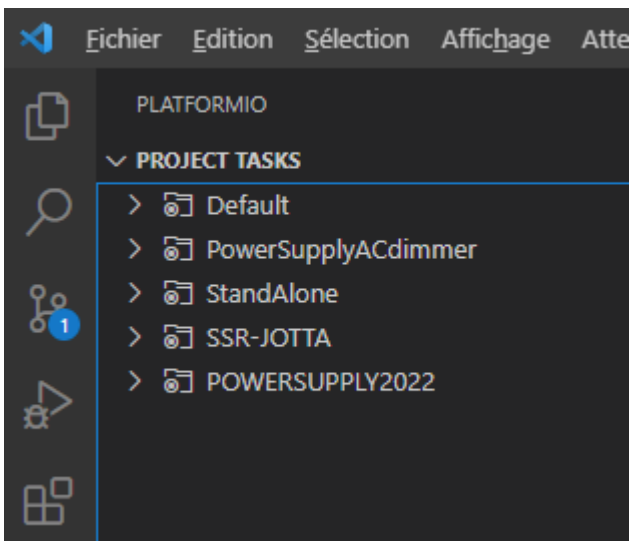 Fichier Edition Sélection Affichage Atte
PLATFORMIO
PROJECT TASKS
Default
PowerSupplyACdimmer
StandAlone
SSR-JOTTA
1
POWERSUPPLY2022